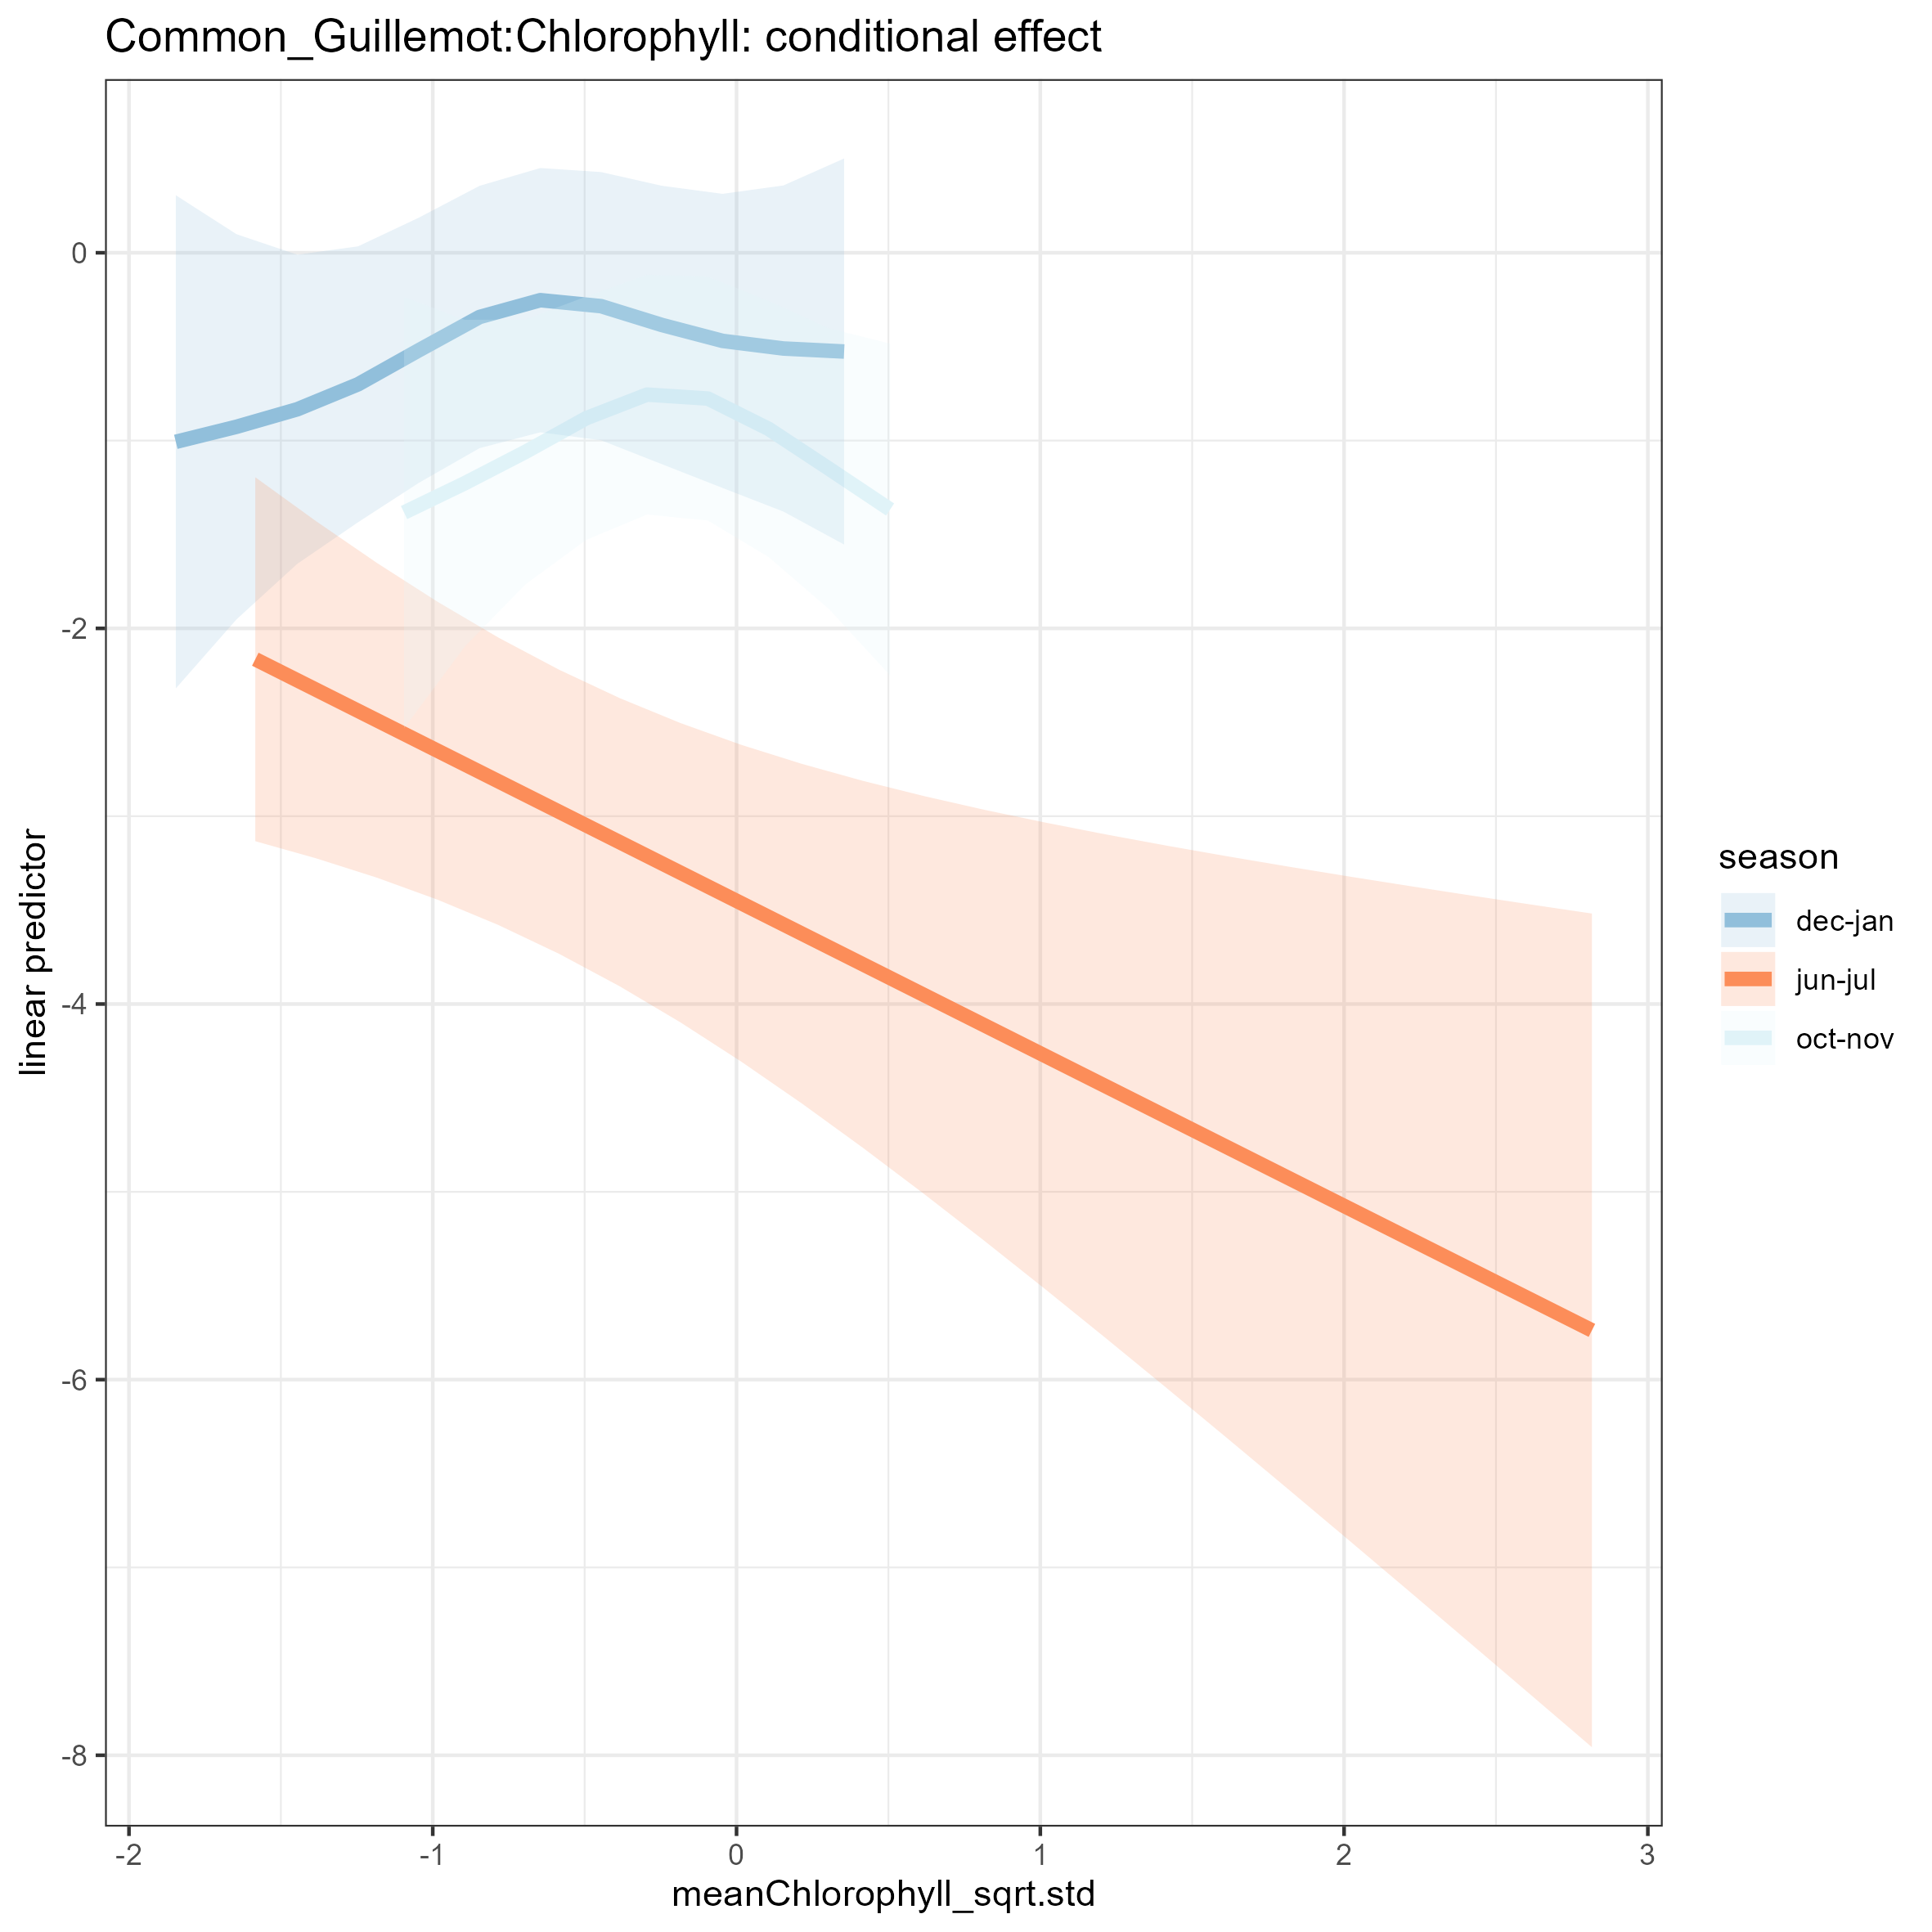 Common_Guillemot:Chlorophyll: conditional effect
linear predictor
0
-2
-4
-6
-8
-2
-1
0
1
2
3
meanChlorophyll_sqrt.std
season
dec-jan
jun-jul
oct-nov